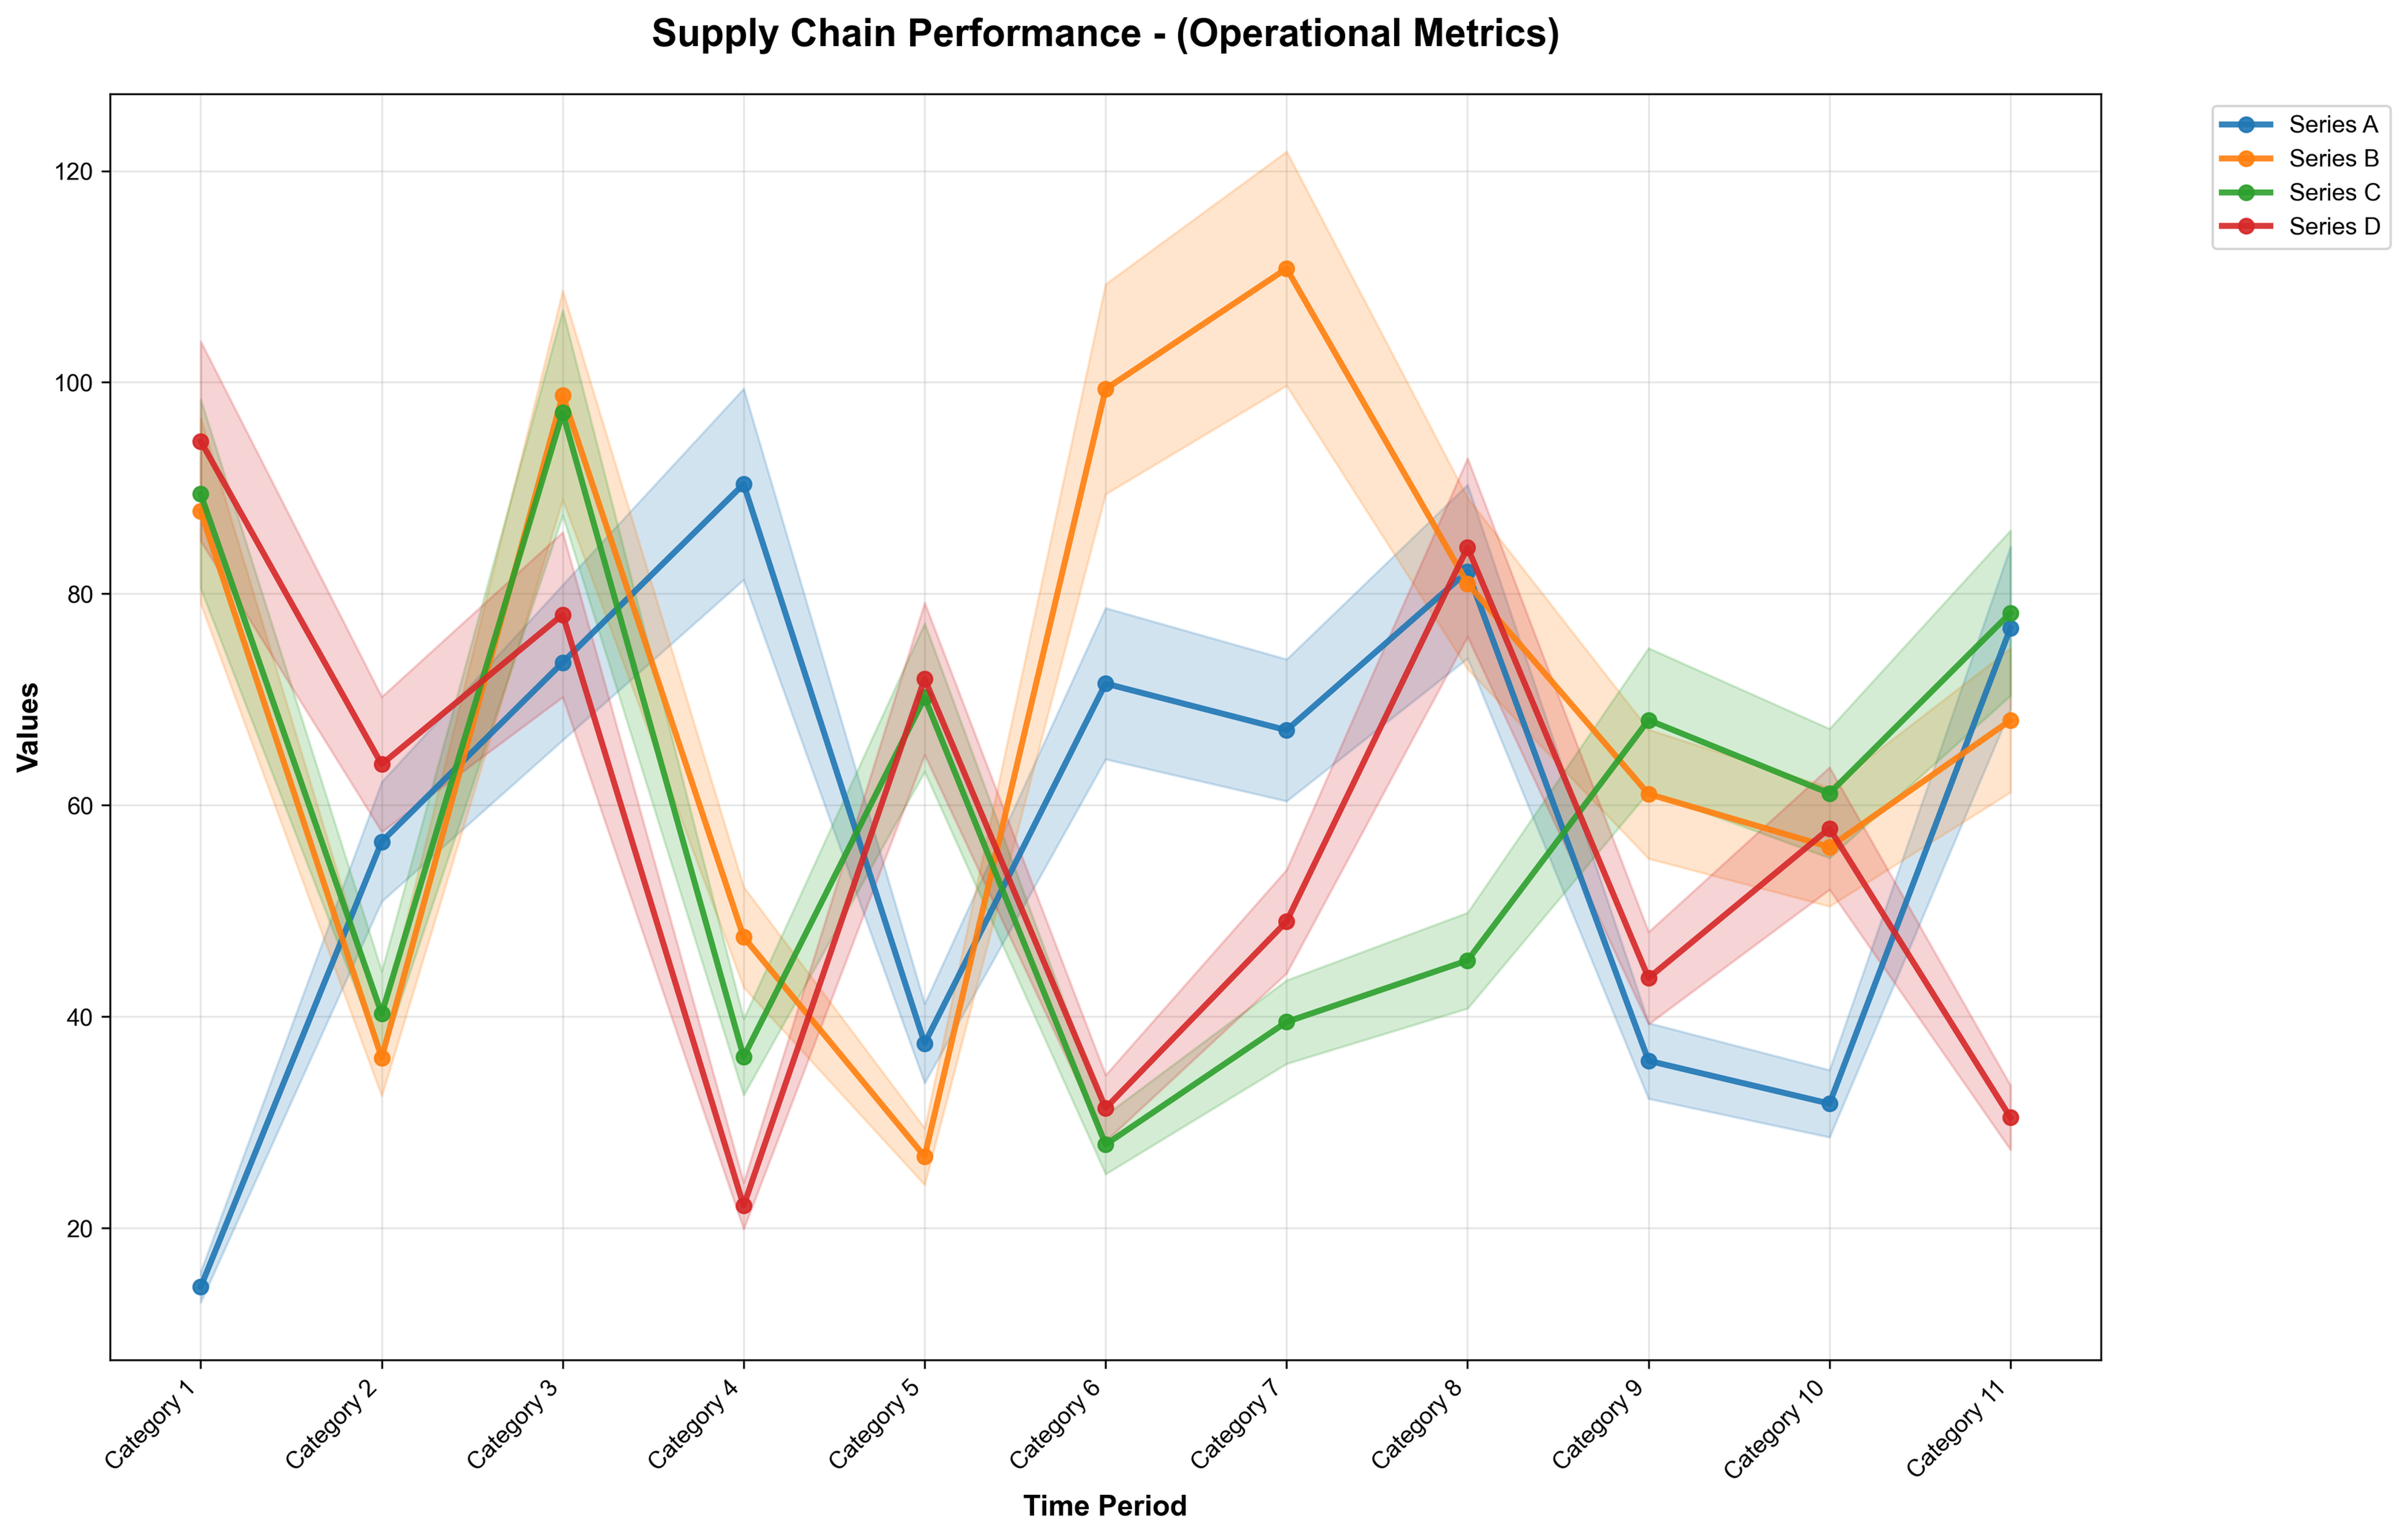 Supply Chain Performance - (Operational Metrics)
Series A
Series B
Series C
Series D
Values
120
100
80
60
40
20
Category 1
Category 2
Category 3
Category 4
Category 5
Category 6
Category 7
Category 8
Category 9
Category 10
Category 11
Time Period